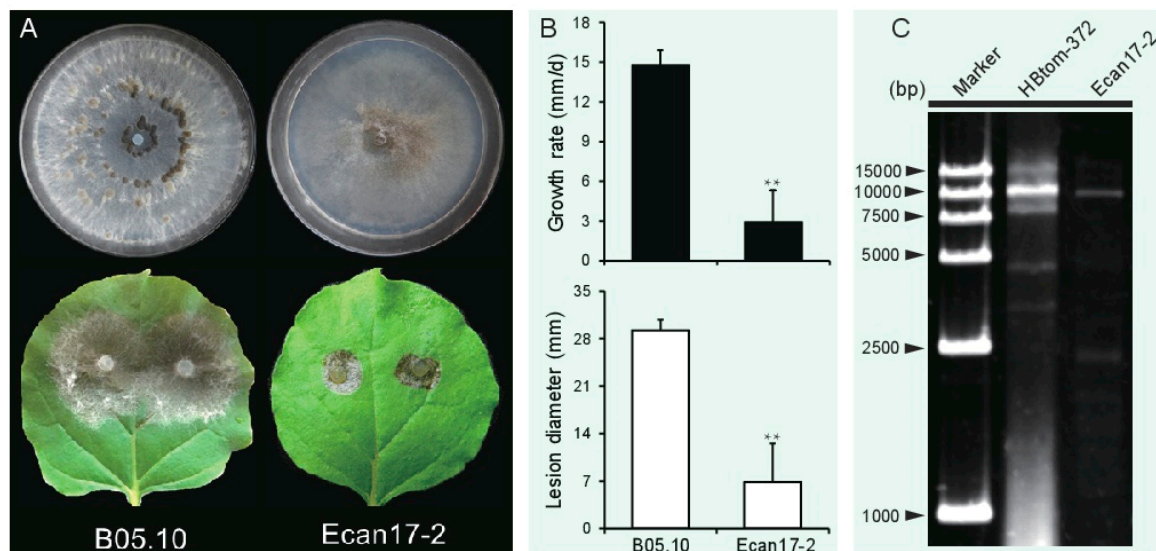 A
B05.10
Ecan17-2
B
Growth rate (mm/d)
18
15
12
9
6
3
0
**
Lesion diameter (mm)
35
28
21
14
7
0
**
B05.10
Ecan17-2
C
(bp)
Marker
HBtom-372
Ecan17-2
15000
10000
7500
5000
2500
1000